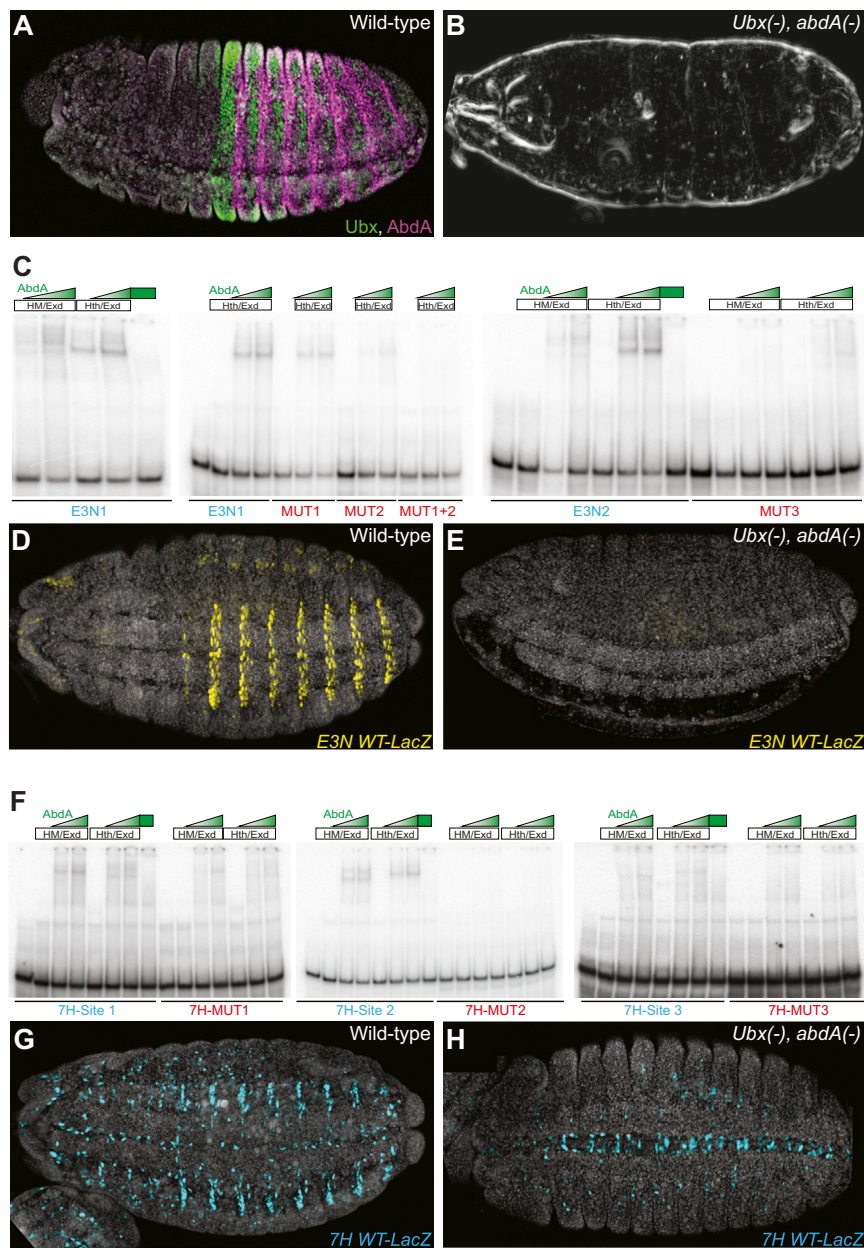 A Wild-type
B Ubx(-), abdA(-)
Ubx, AbdA
C
AbdA AbdA AbdA
HM/Exd Hth/Exd Hth/Exd Hth/Exd Hth/Exd Hth/Exd HM/Exd Hth/Exd HM/Exd Hth/Exd
E3N1 E3N1 MUT1 MUT2 MUT1+2 E3N2 MUT3
D Wild-type
E Ubx(-), abdA(-)
E3N WT-LacZ
E3N WT-LacZ
F
AbdA AbdA AbdA
HM/Exd Hth/Exd HM/Exd Hth/Exd HM/Exd Hth/Exd HM/Exd Hth/Exd HM/Exd Hth/Exd HM/Exd Hth/Exd
7H-Site 1 7H-MUT1 7H-Site 2 7H-MUT2 7H-Site 3 7H-MUT3
G Wild-type
H Ubx(-), abdA(-)
7H WT-LacZ
7H WT-LacZ